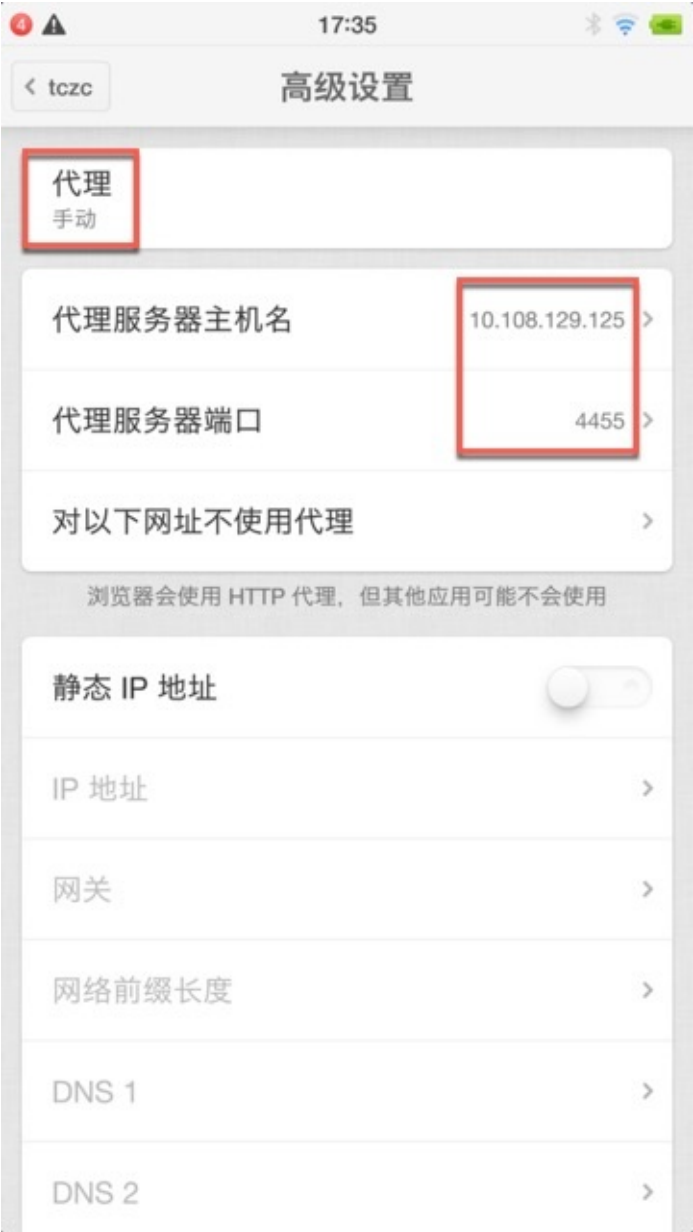 4
17:35
tczc
高级设置
代理
手动
代理服务器主机名
10.108.129.125
代理服务器端口
4455
对以下网址不使用代理
浏览器会使用 HTTP 代理，但其他应用可能不会使用
静态 IP 地址
IP 地址
网关
网络前缀长度
DNS 1
DNS 2